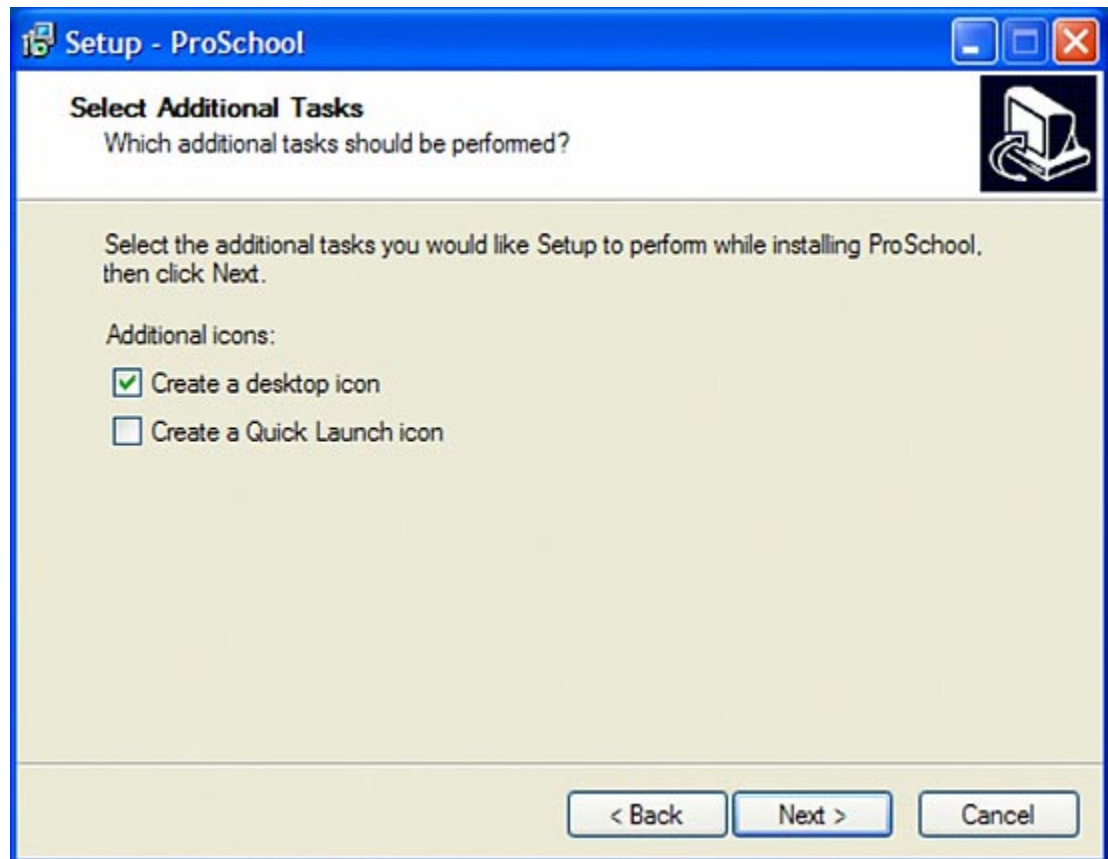 Setup - ProSchool
Select Additional Tasks
Which additional tasks should be performed?
Select the additional tasks you would like Setup to perform while installing ProSchool,
then click Next.
Additional icons:
Create a desktop icon
Create a Quick Launch icon
< Back Next > Cancel